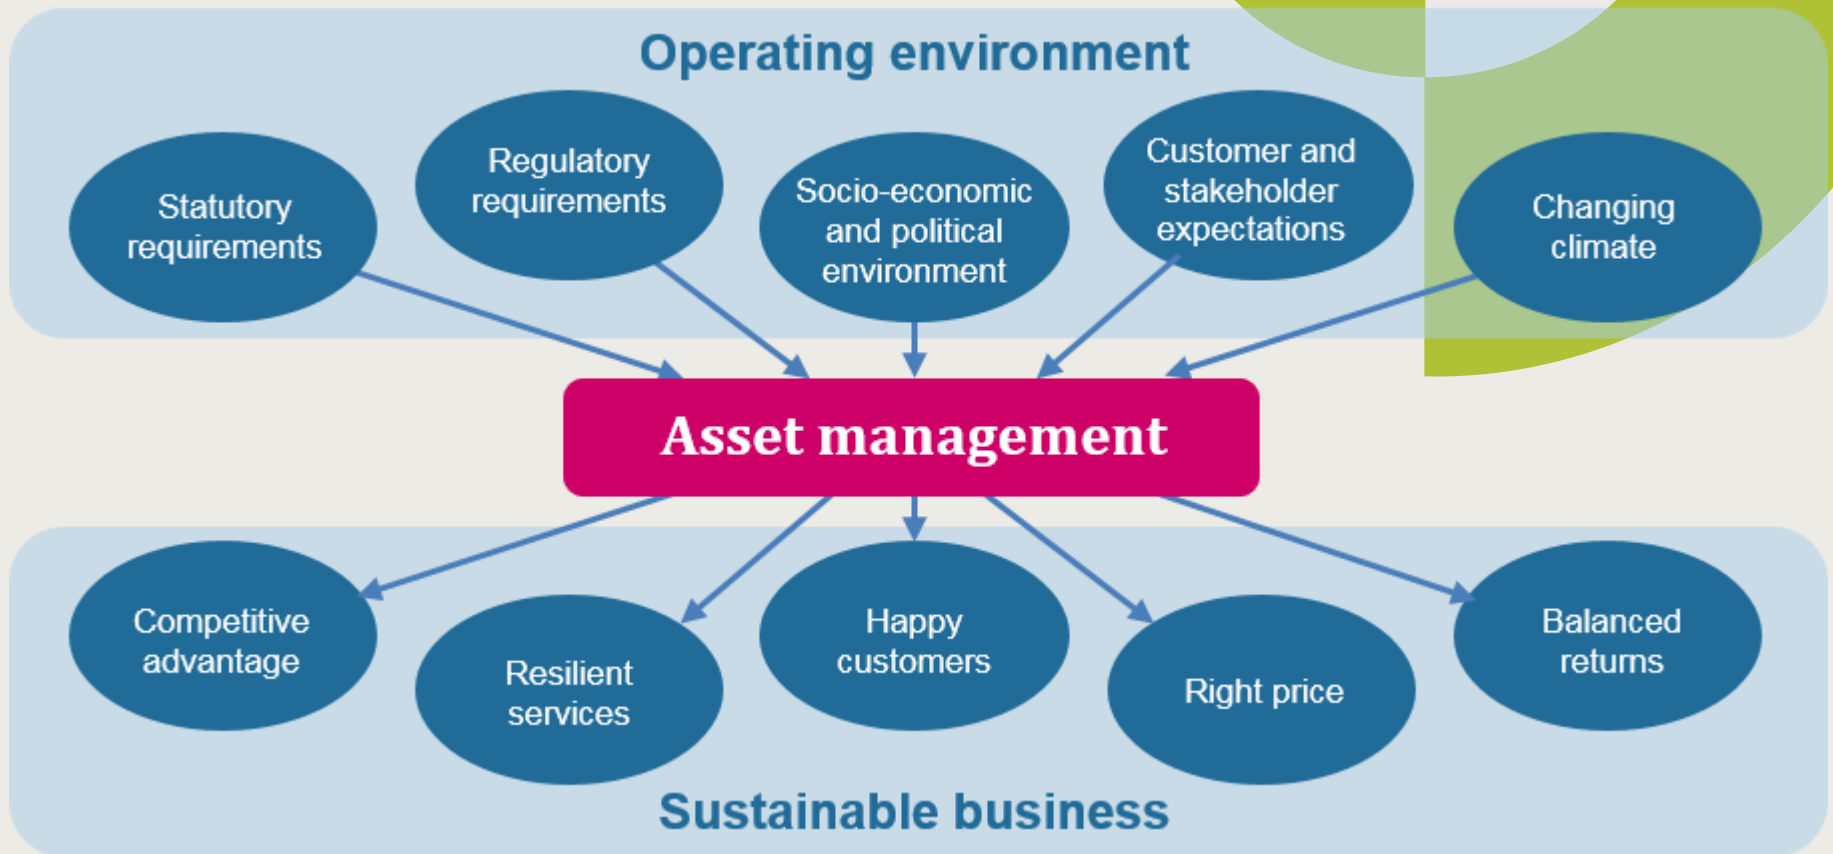 Operating environment
Statutory
requirements
Regulatory
requirements
Socio-economic
and political
environment
Customer and
stakeholder
expectations
Changing
climate
Asset management
Competitive
advantage
Resilient
services
Happy
customers
Right price
Balanced
returns
Sustainable business